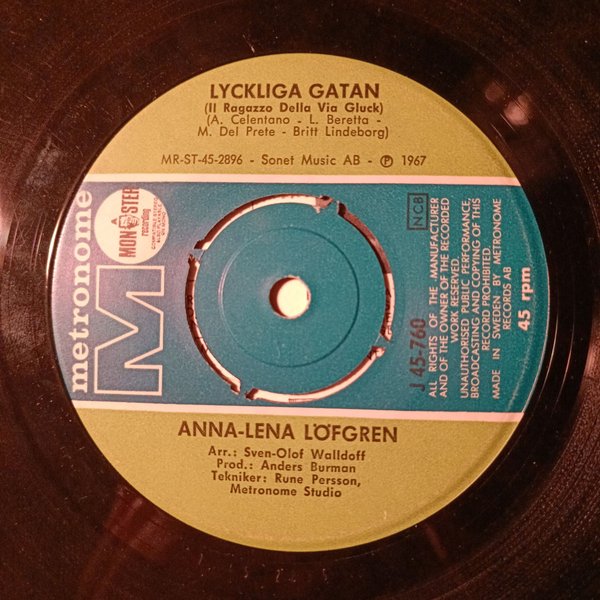 LYCKLIGA GATAN
(Il Ragazzo Della Via Gluck)
(A. Celentano - L. Beretta -
M. Del Prete - Britt Lindeborg)
MR-ST-45-2896 - Sonet Music AB - Ⓟ 1967
metronome
M
A
MONSTER
recording
NCB
J 45-760
ALL RIGHTS OF THE MANUFACTURER
AND OF THE OWNER OF THE RECORDED
WORK RESERVED.
UNAUTHORISED PUBLIC PERFORMANCE,
BROADCASTING AND COPYING OF THIS
RECORD PROHIBITED
MADE IN SWEDEN BY METRONOME
RECORDS AB
45 rpm
ANNA-LENA LÖFGREN
Arr.: Sven-Olof Walldoff
Prod.: Anders Burman
Tekniker: Rune Persson,
Metronome Studio